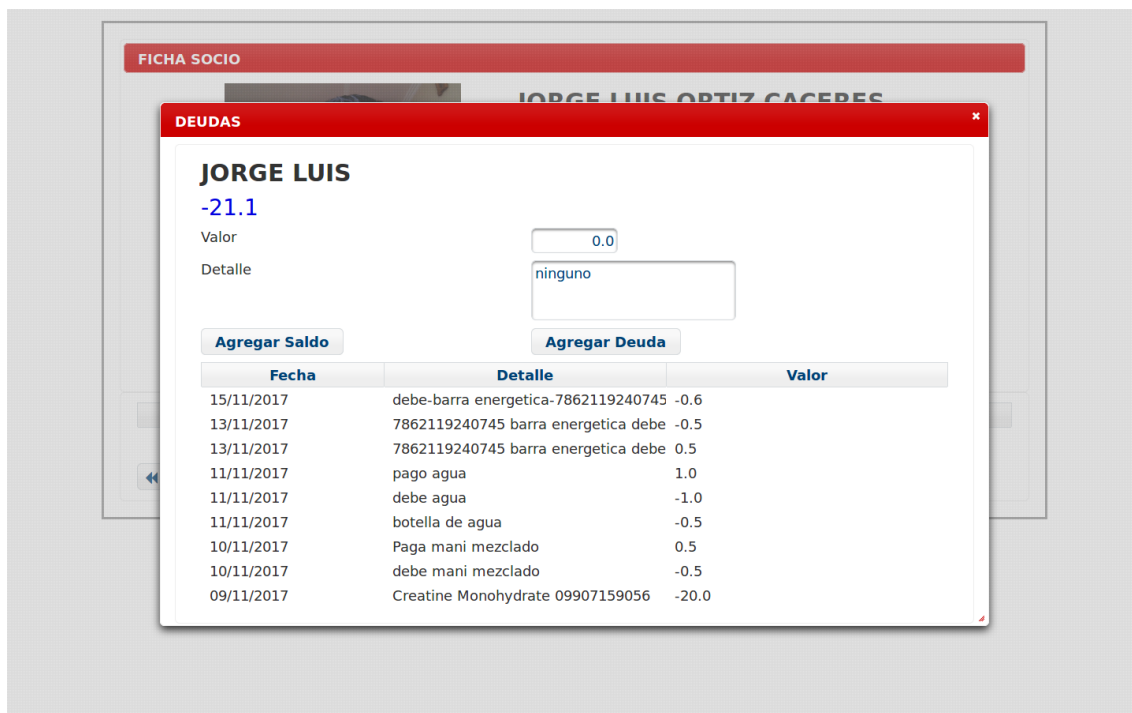 FICHA SOCIO
JORGE LUIS ORTIZ CACERES
DEUDAS
JORGE LUIS
-21.1
Valor 0.0
Detalle ninguno
Agregar Saldo Agregar Deuda
Fecha Detalle Valor
15/11/2017 debe-barra energetica-7862119240745 -0.6
13/11/2017 7862119240745 barra energetica debe -0.5
13/11/2017 7862119240745 barra energetica debe 0.5
11/11/2017 pago agua 1.0
11/11/2017 debe agua -1.0
11/11/2017 botella de agua -0.5
10/11/2017 Paga mani mezclado 0.5
10/11/2017 debe mani mezclado -0.5
09/11/2017 Creatine Monohydrate 09907159056 -20.0